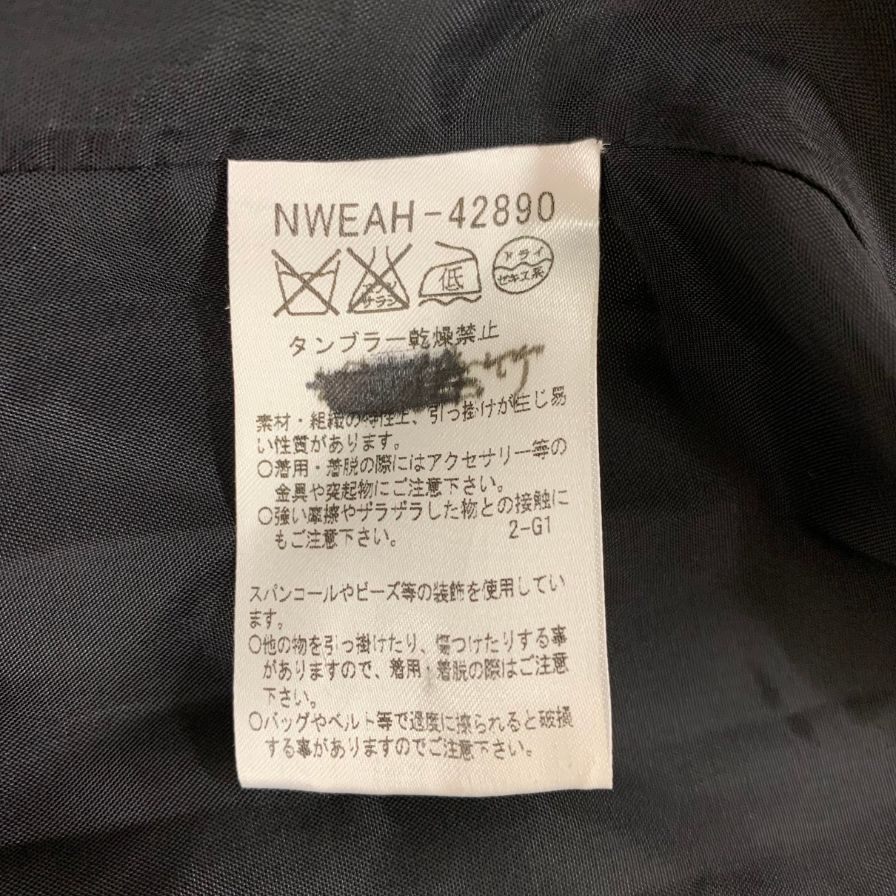 NWEAH-42890
エンソ サラシ
低
ドライ
セキユ系
タンブラー乾燥禁止
素材・組織の特性上、引っ掛けが生じ易
い性質があります。
○着用・着脱の際にはアクセサリー等の
金具や突起物にご注意下さい。
○強い摩擦やザラザラした物との接触に
もご注意下さい。 2-G1
スパンコールやビーズ等の装飾を使用してい
ます。
○他の物を引っ掛けたり、傷つけたりする事
がありますので、着用・着脱の際はご注意
下さい。
○バッグやベルト等で過度に擦られると破損
する事がありますのでご注意下さい。